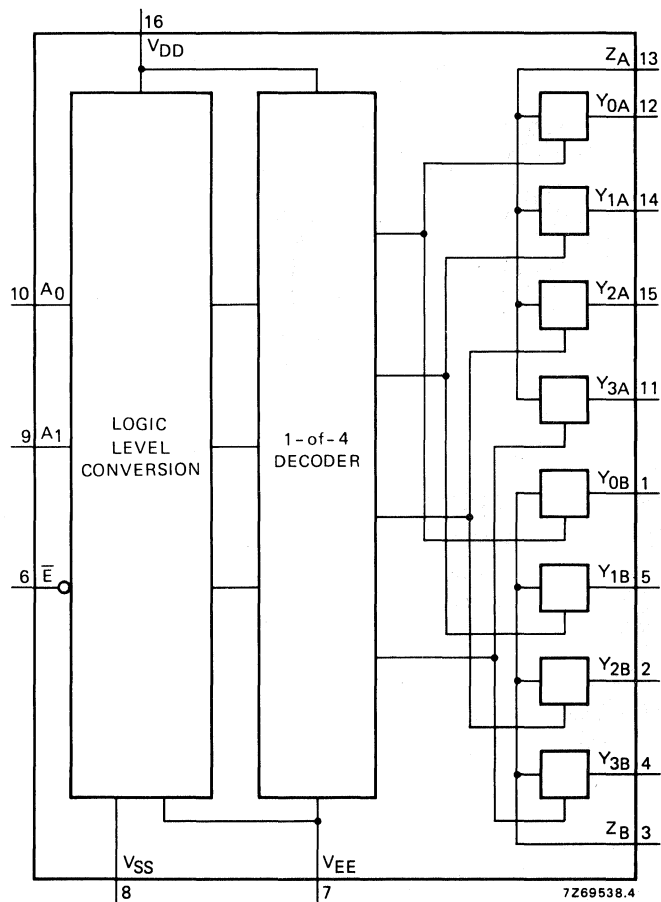 16
VDD
ZA 13
Y0A 12
Y1A 14
10 A0
Y2A 15
Y3A 11
9 A1
LOGIC
LEVEL
CONVERSION
1-of-4
DECODER
Y0B 1
6 E̅
Y1B 5
Y2B 2
Y3B 4
ZB 3
VSS
8
VEE
7
7Z69538.4